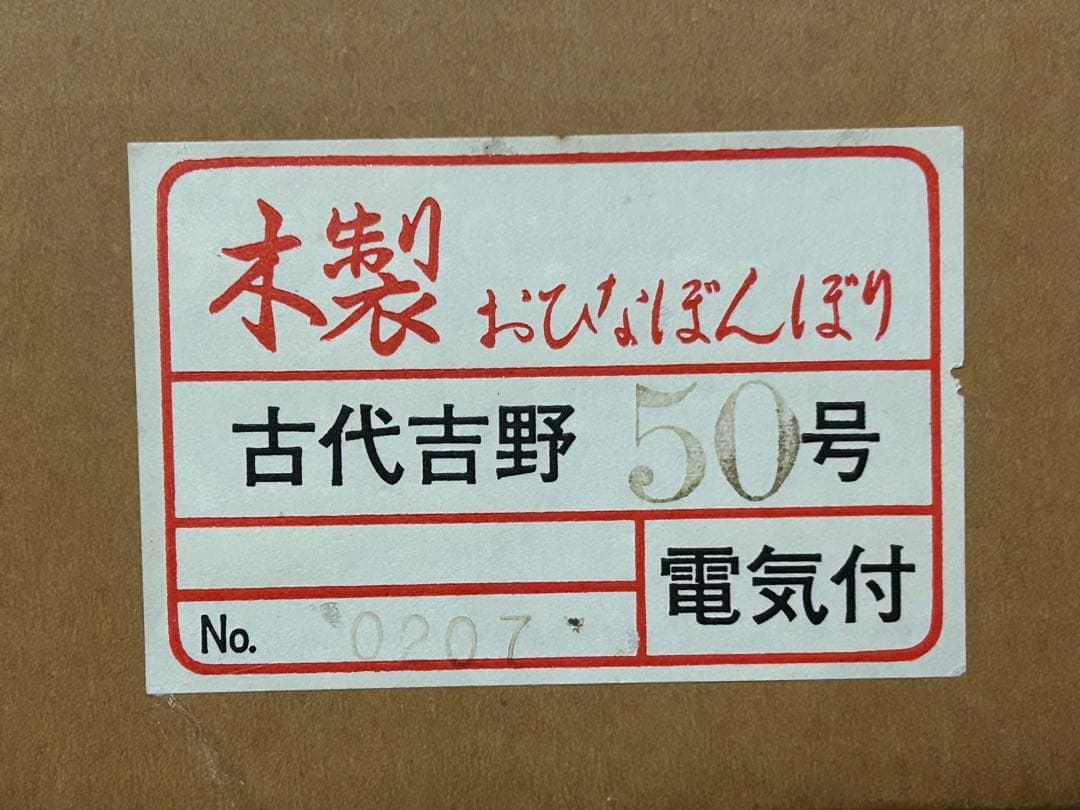 木製 おひなぼんぼり
古代吉野 50号
電気付
No. 0207